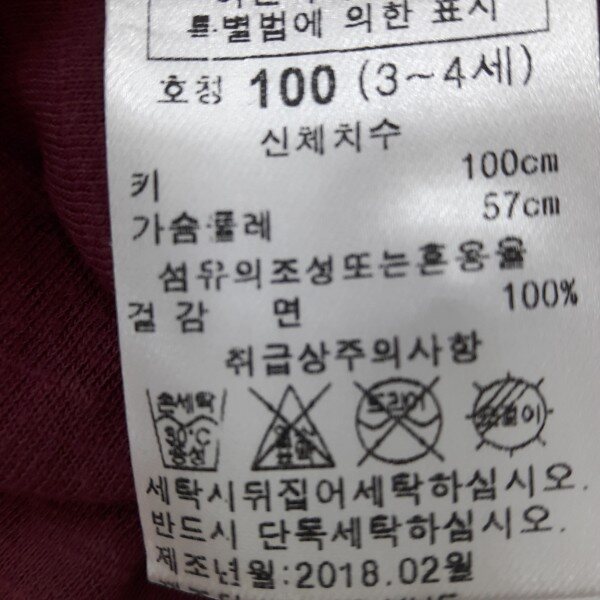 특별법에 의한 표시
호칭 100 (3~4세)
신체치수
키 100cm
가슴둘레 57cm
섬유의조성또는혼용율
겉감 면 100%
취급상주의사항
손세탁 드라이 옷걸이
30°C
중성
세탁시뒤집어세탁하십시오.
반드시 단독세탁하십시오.
제조년월:2018.02월